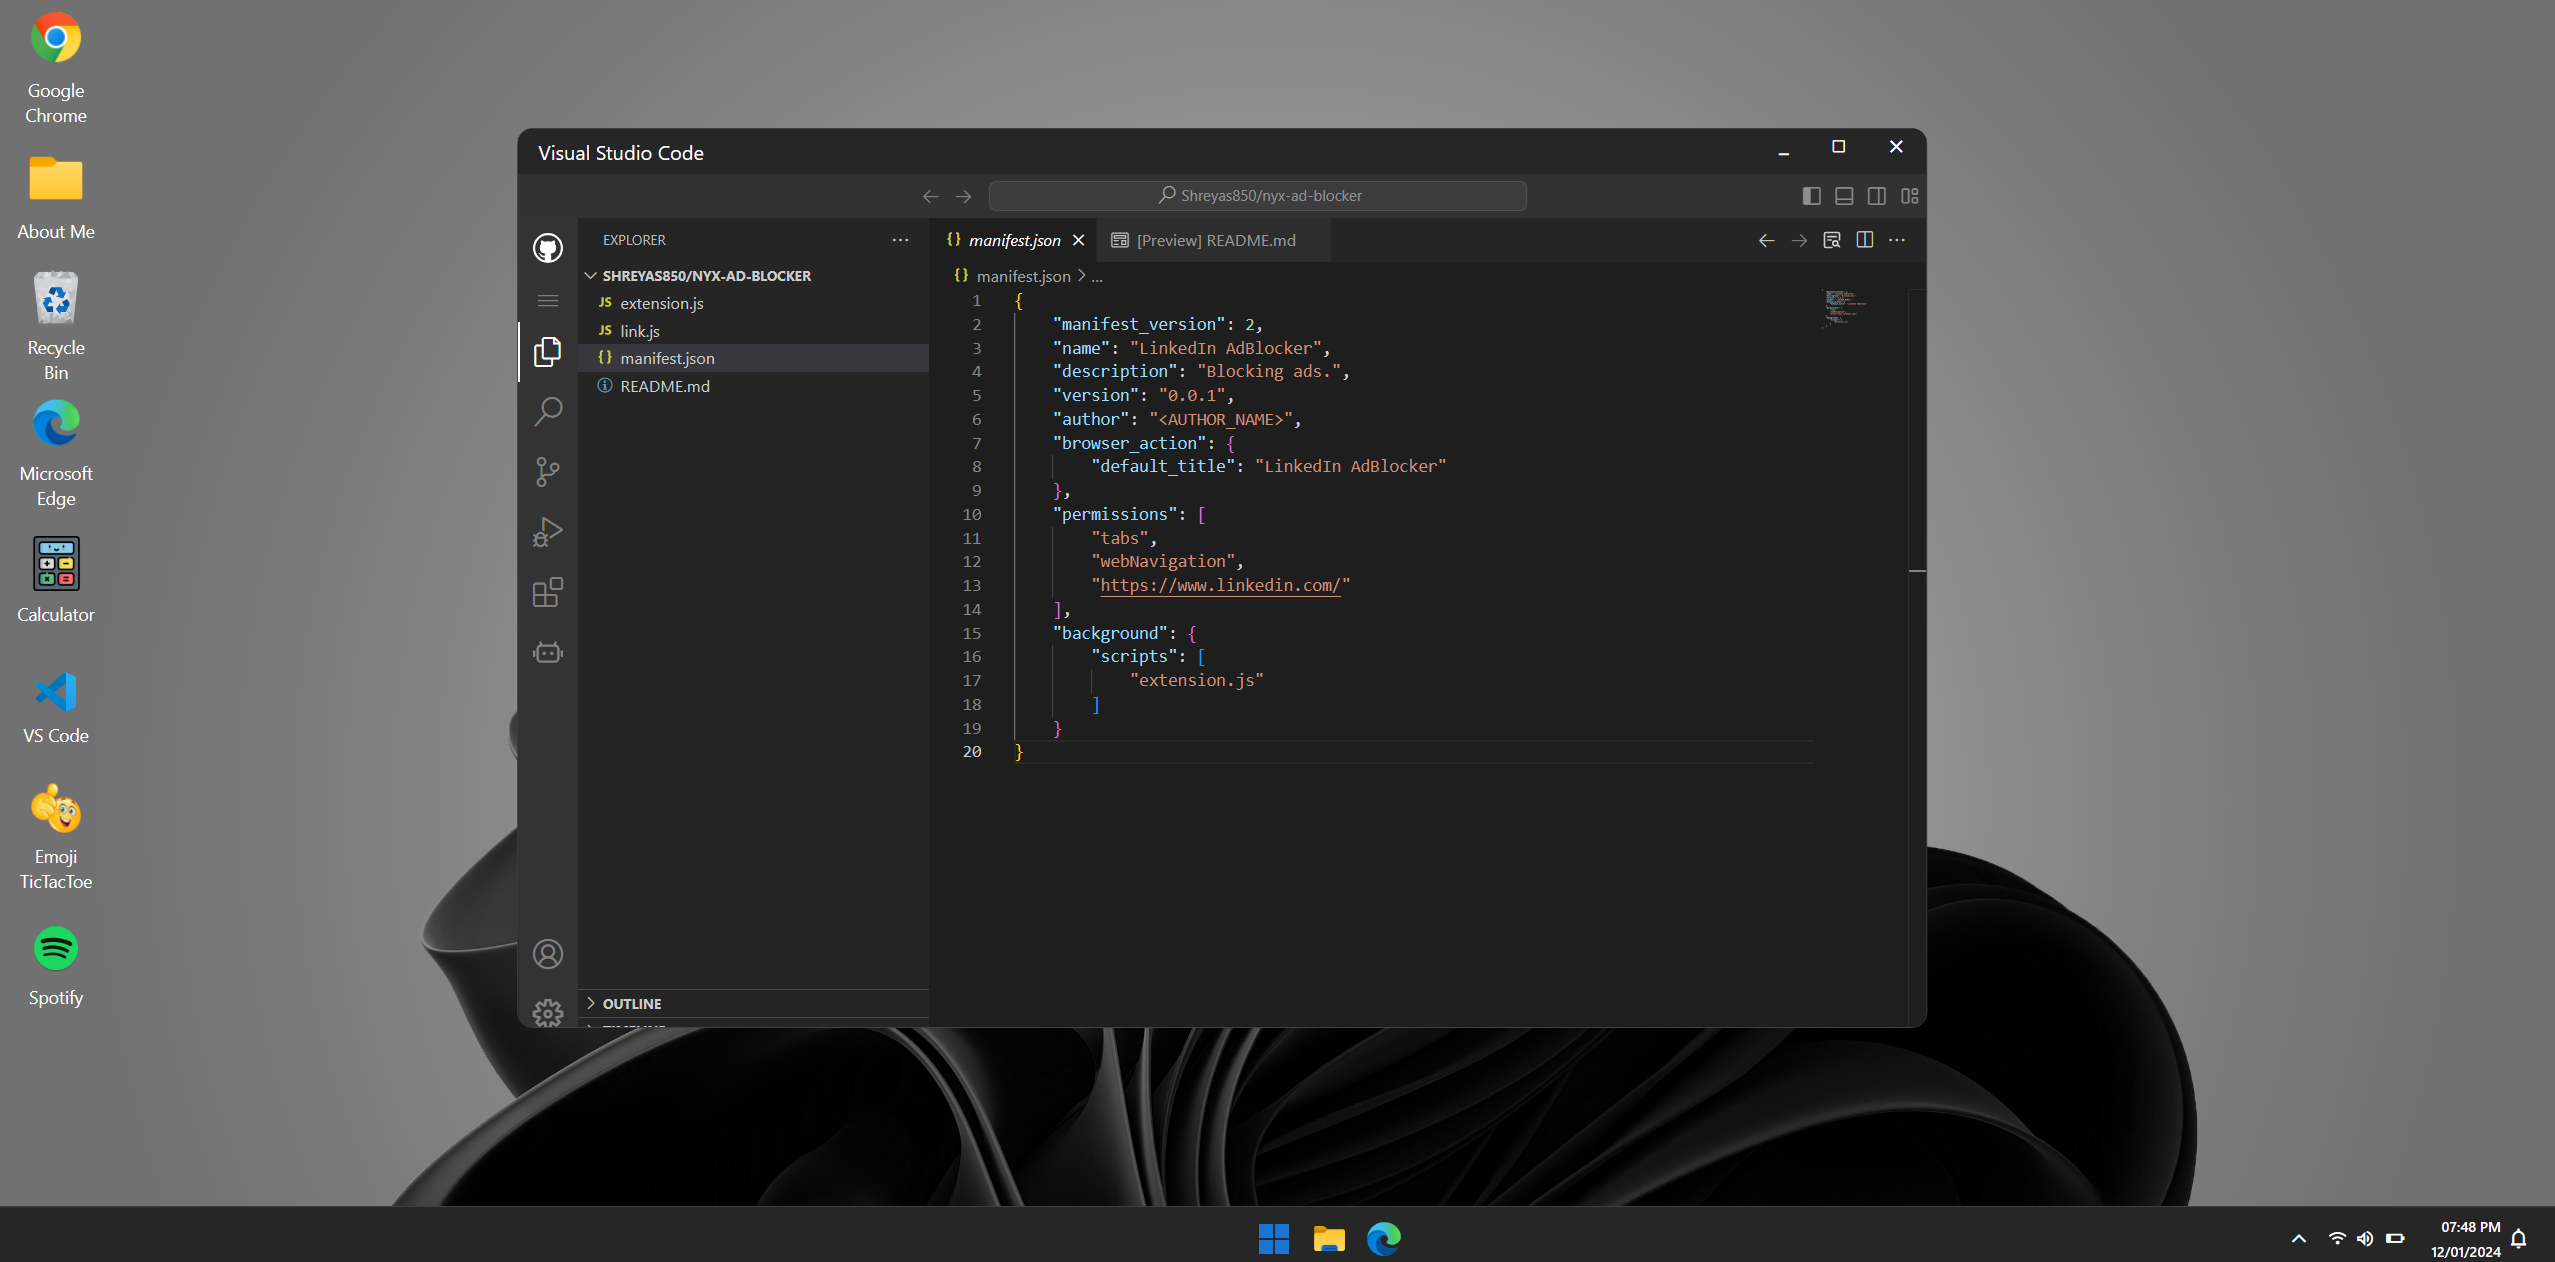 Google
Chrome
About Me
Recycle
Bin
Microsoft
Edge
Calculator
VS Code
Emoji
TicTacToe
Spotify
Visual Studio Code
Shreyas850/nyx-ad-blocker
EXPLORER
SHREYAS850/NYX-AD-BLOCKER
JS extension.js
JS link.js
{} manifest.json
README.md
OUTLINE
{} manifest.json
[Preview] README.md
{} manifest.json > ...
1 {
2 "manifest_version": 2,
3 "name": "LinkedIn AdBlocker",
4 "description": "Blocking ads.",
5 "version": "0.0.1",
6 "author": "<AUTHOR_NAME>",
7 "browser_action": {
8 "default_title": "LinkedIn AdBlocker"
9 },
10 "permissions": [
11 "tabs",
12 "webNavigation",
13 "https://www.linkedin.com/"
14 ],
15 "background": {
16 "scripts": [
17 "extension.js"
18 ]
19 }
20 }
07:48 PM
12/01/2024